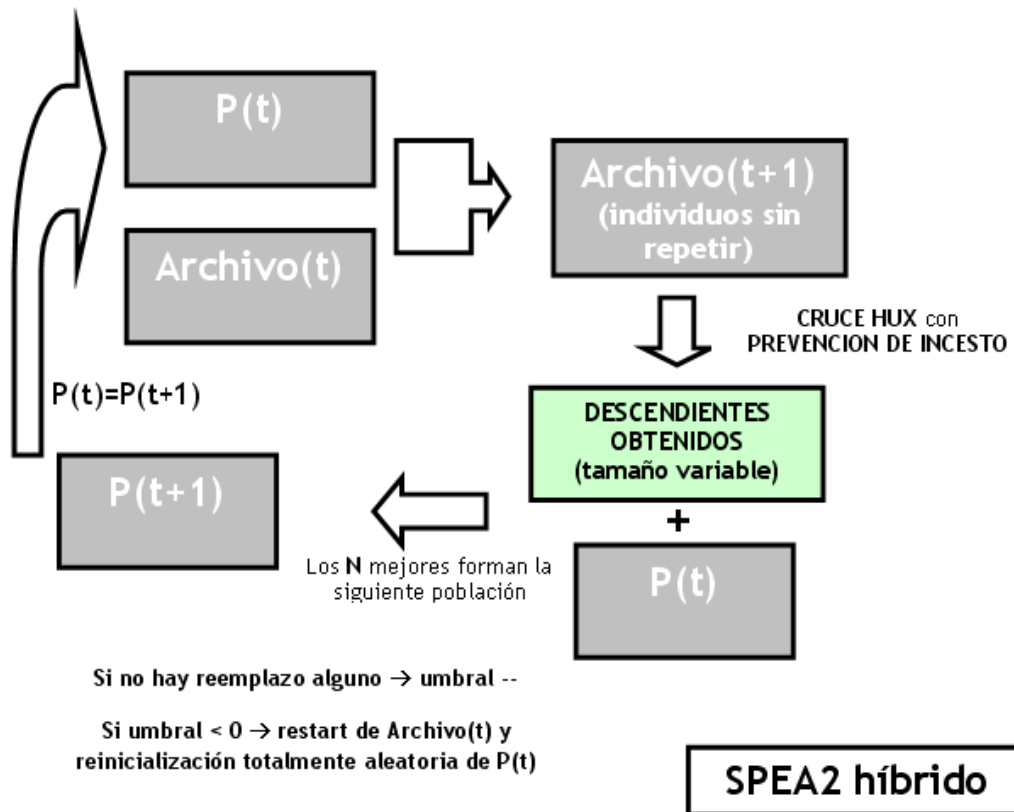 P(t)
Archivo(t)
Archivo(t+1)
(individuos sin
repetir)
CRUCE HUX con
PREVENCION DE INCESTO
DESCENDIENTES
OBTENIDOS
(tamaño variable)
+
P(t)
Los N mejores forman la
siguiente población
P(t+1)
P(t)=P(t+1)
Si no hay reemplazo alguno → umbral --
Si umbral < 0 → restart de Archivo(t) y
reinicialización totalmente aleatoria de P(t)
SPEA2 híbrido